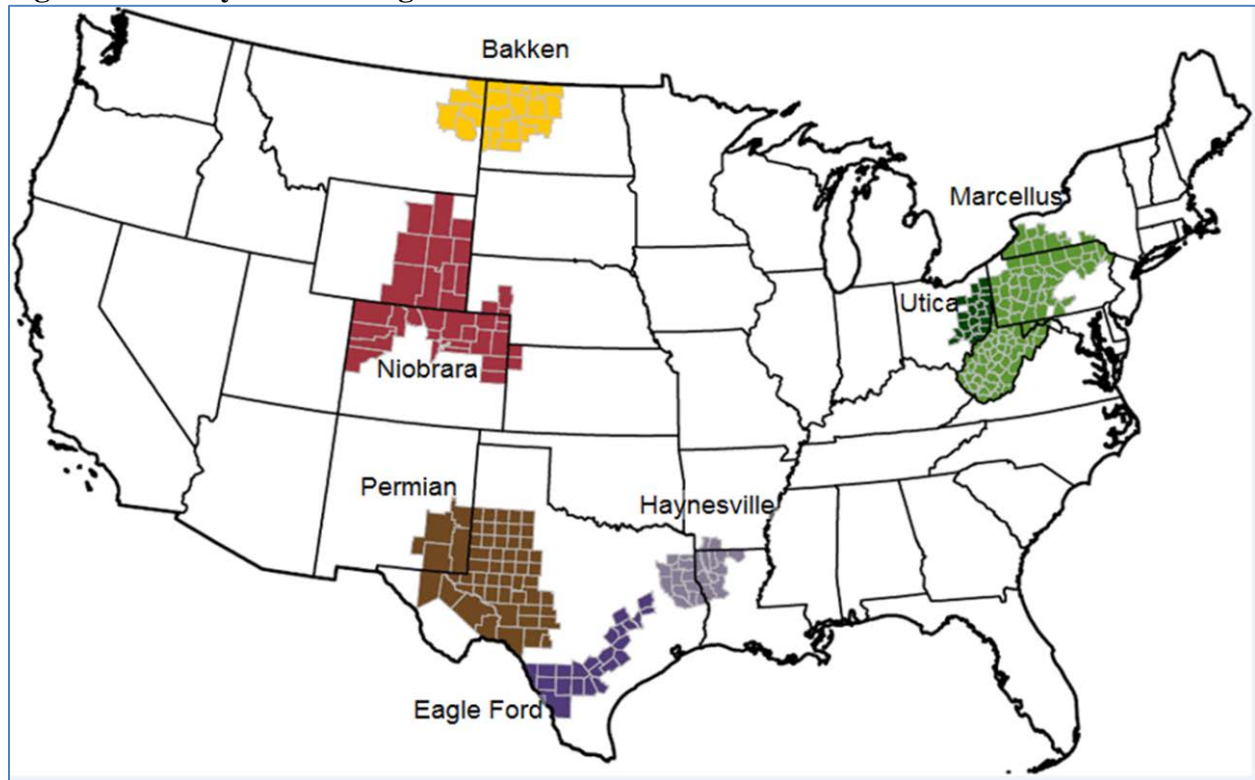 Bakken
Marcellus
Utica
Niobrara
Permian
Haynesville
Eagle Ford